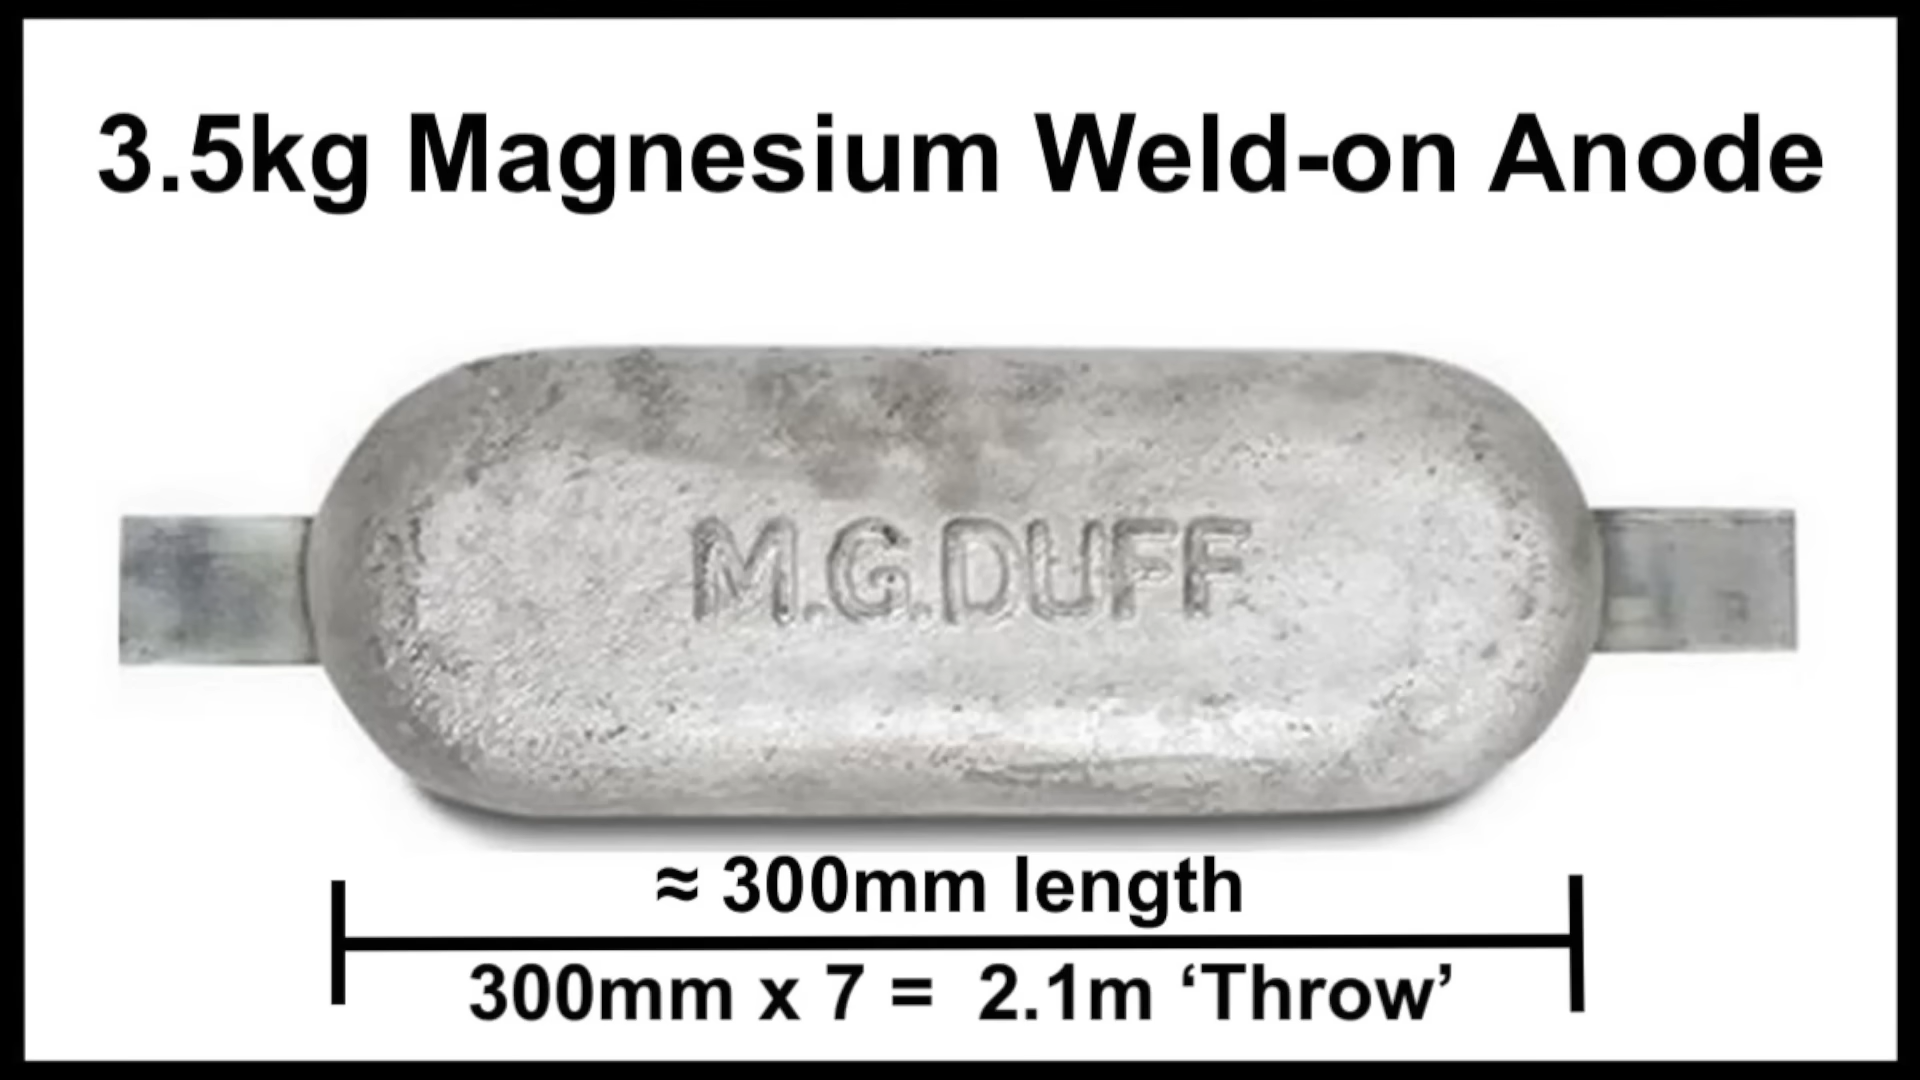 3.5kg Magnesium Weld-on Anode
M.G.DUFF
≈ 300mm length
300mm x 7 = 2.1m ‘Throw’